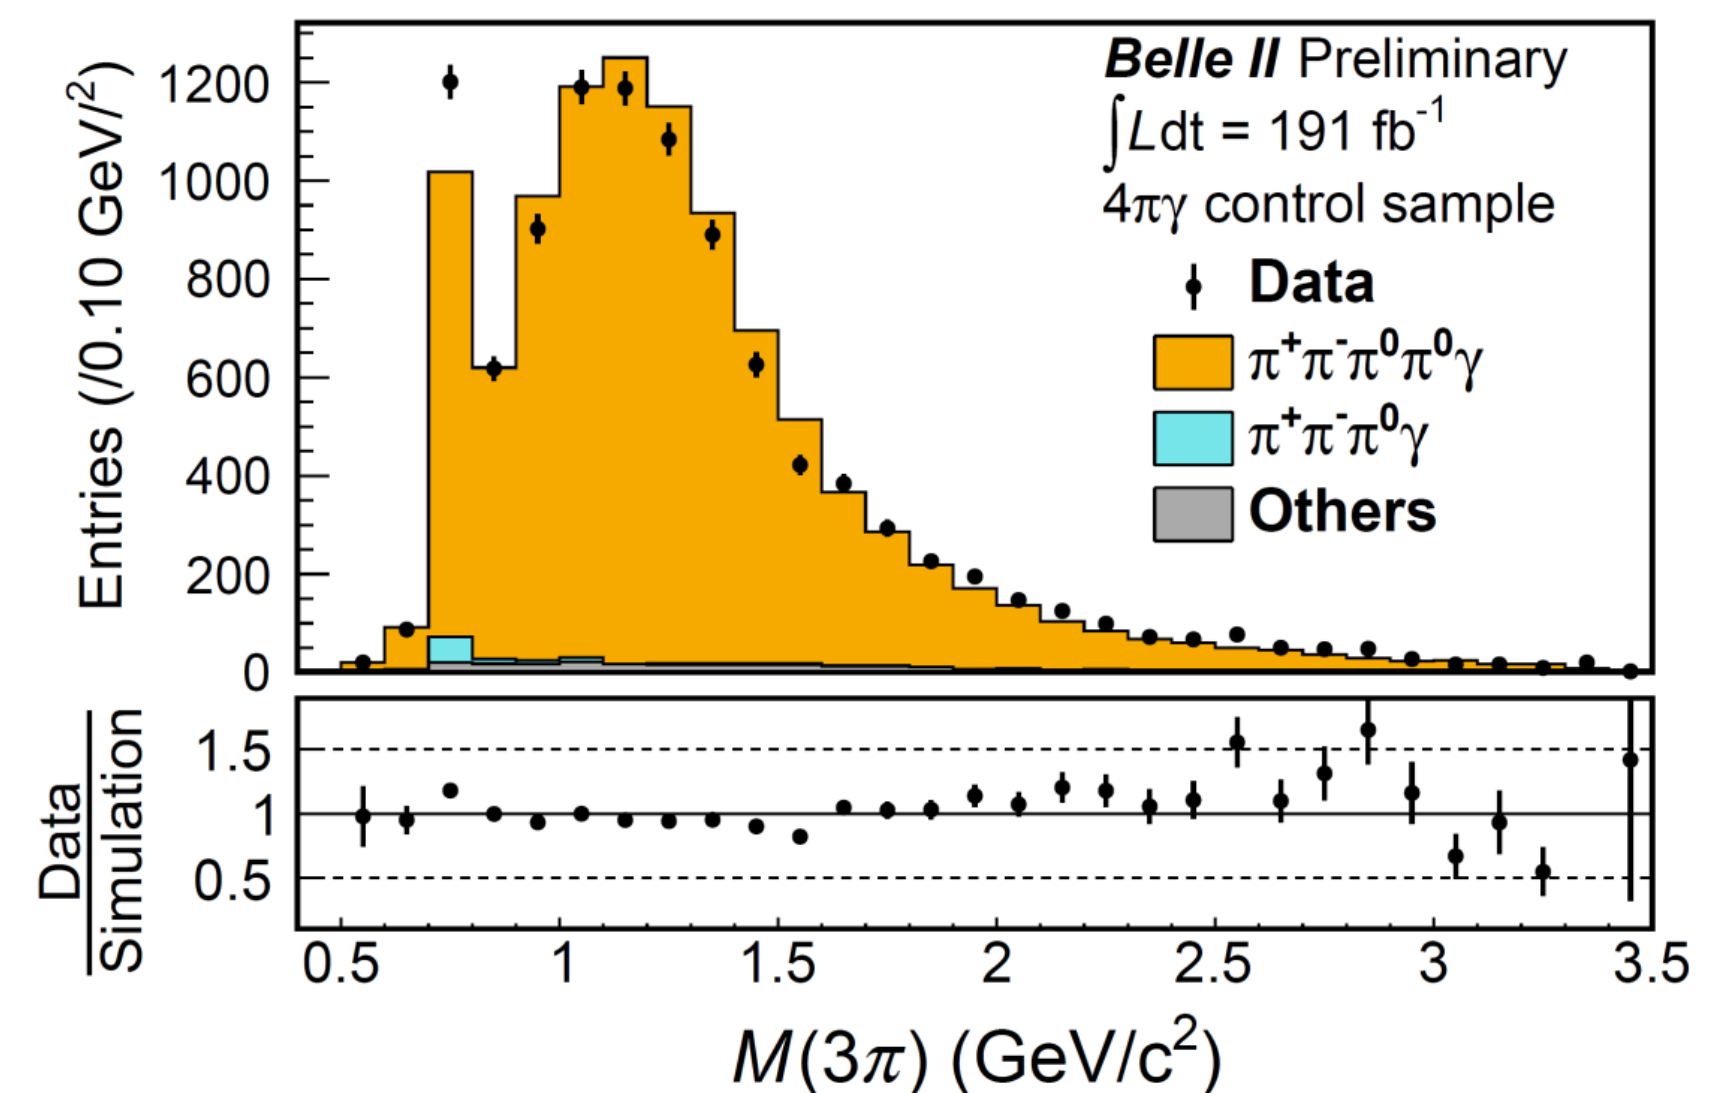 Belle II Preliminary
∫Ldt = 191 fb⁻¹
4πγ control sample
Data
π⁺π⁻π⁰π⁰γ
π⁺π⁻π⁰γ
Others
Entries (/0.10 GeV/²)
1200
1000
800
600
400
200
0
Data
Simulation
1.5
1
0.5
0.5 1 1.5 2 2.5 3 3.5
M(3π) (GeV/c²)